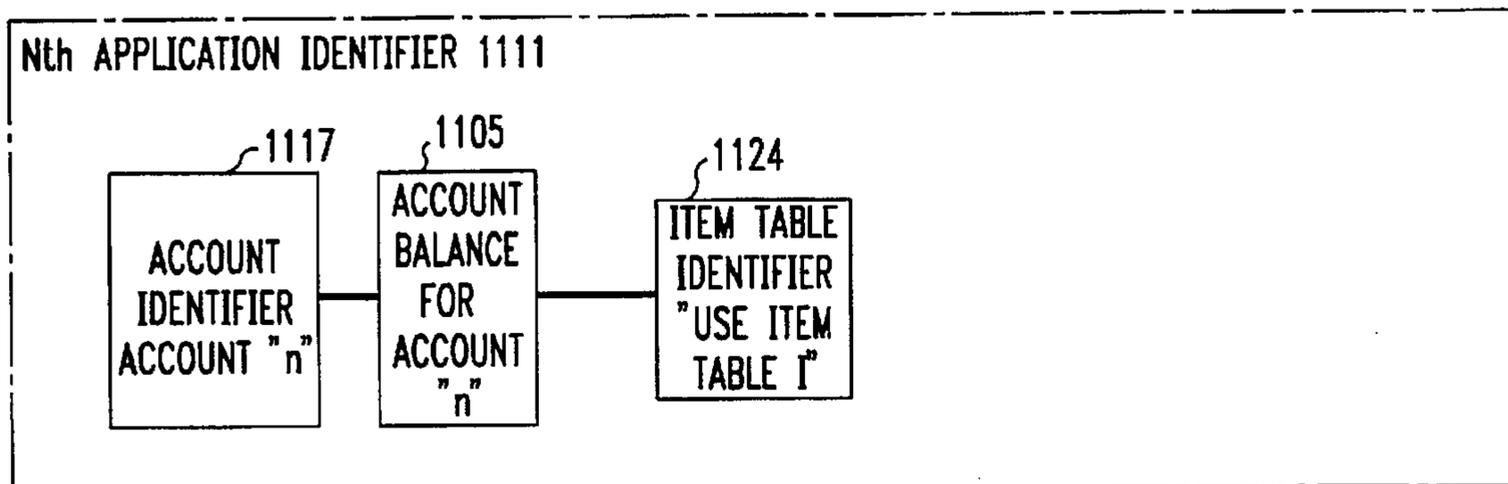 Nth APPLICATION IDENTIFIER 1111
1117
ACCOUNT
IDENTIFIER
ACCOUNT "n"
1105
ACCOUNT
BALANCE
FOR
ACCOUNT
"n"
1124
ITEM TABLE
IDENTIFIER
"USE ITEM
TABLE I"